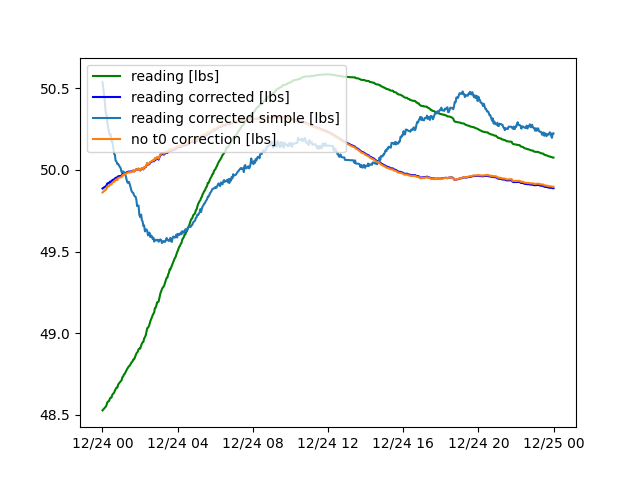 reading [lbs]
reading corrected [lbs]
reading corrected simple [lbs]
no t0 correction [lbs]
50.5
50.0
49.5
49.0
48.5
12/24 00 12/24 04 12/24 08 12/24 12 12/24 16 12/24 20 12/25 00